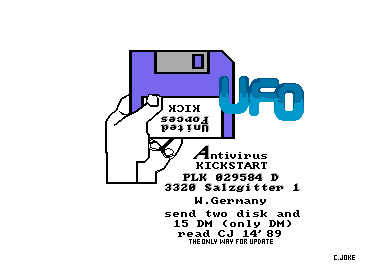 UFO
United
Forces
KICK
Antivirus
KICKSTART
PLK 029584 D
3320 Salzgitter 1
W.Germany
send two disk and
15 DM (only DM)
read CJ 14'89
THE ONLY WAY FOR UPDATE
C.JOKE